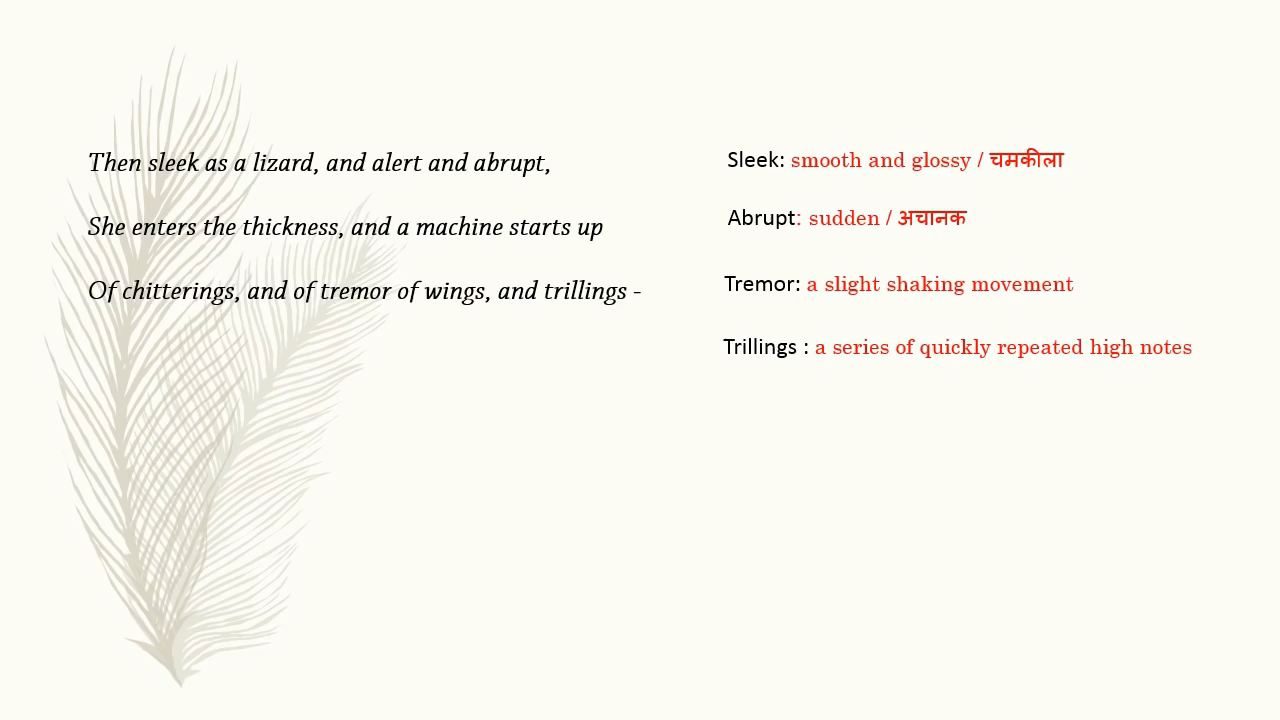 Then sleek as a lizard, and alert and abrupt,
She enters the thickness, and a machine starts up
Of chitterings, and of tremor of wings, and trillings -
Sleek: smooth and glossy / चमकीला
Abrupt: sudden / अचानक
Tremor: a slight shaking movement
Trillings : a series of quickly repeated high notes